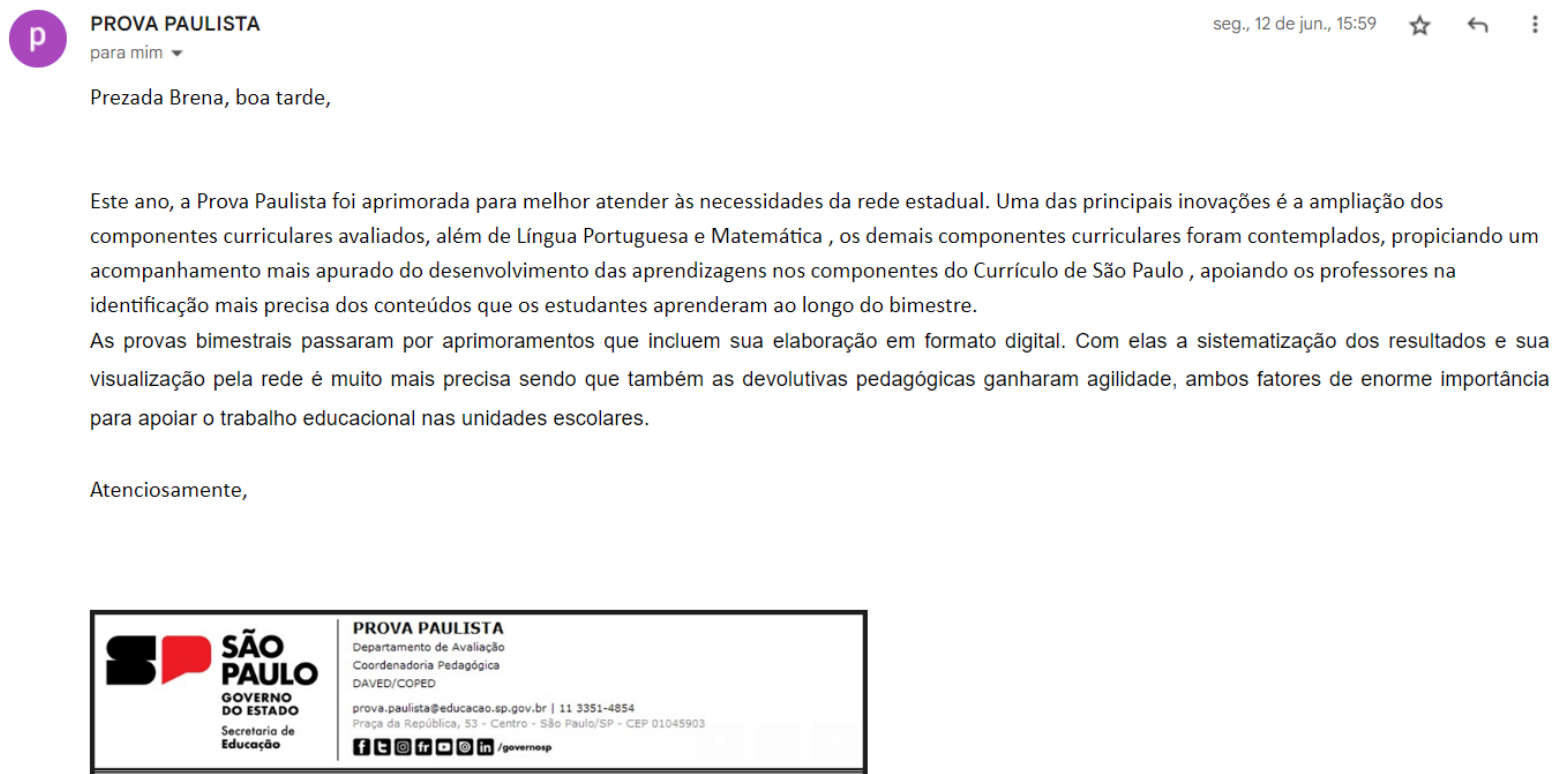 p
PROVA PAULISTA
seg., 12 de jun., 15:59
para mim
Prezada Brena, boa tarde,
Este ano, a Prova Paulista foi aprimorada para melhor atender às necessidades da rede estadual. Uma das principais inovações é a ampliação dos
componentes curriculares avaliados, além de Língua Portuguesa e Matemática , os demais componentes curriculares foram contemplados, propiciando um
acompanhamento mais apurado do desenvolvimento das aprendizagens nos componentes do Currículo de São Paulo , apoiando os professores na
identificação mais precisa dos conteúdos que os estudantes aprenderam ao longo do bimestre.
As provas bimestrais passaram por aprimoramentos que incluem sua elaboração em formato digital. Com elas a sistematização dos resultados e sua
visualização pela rede é muito mais precisa sendo que também as devolutivas pedagógicas ganharam agilidade, ambos fatores de enorme importância
para apoiar o trabalho educacional nas unidades escolares.
Atenciosamente,
SP
SÃO
PAULO
GOVERNO
DO ESTADO
Secretaria de
Educação
PROVA PAULISTA
Departamento de Avaliação
Coordenadoria Pedagógica
DAVED/COPED
prova.paulista@educacao.sp.gov.br | 11 3351-4854
Praça da República, 53 - Centro - São Paulo/SP - CEP 01045903
/governosp